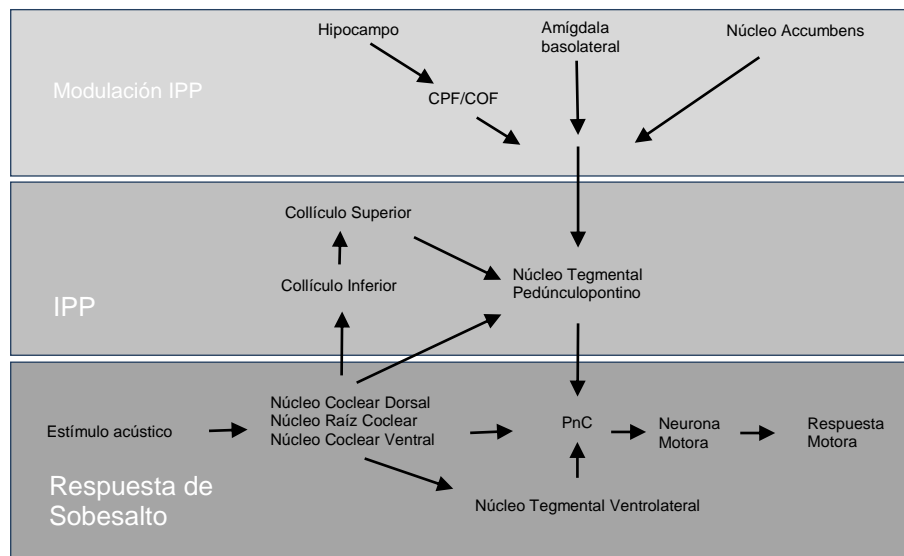 Hipocampo
Amígdala
basolateral
Núcleo Accumbens
Modulación IPP
CPF/COF
Collículo Superior
Collículo Inferior
Núcleo Tegmental
Pedúnculopontino
IPP
Estímulo acústico
Núcleo Coclear Dorsal
Núcleo Raíz Coclear
Núcleo Coclear Ventral
PnC
Neurona
Motora
Respuesta
Motora
Núcleo Tegmental Ventrolateral
Respuesta de
Sobesalto